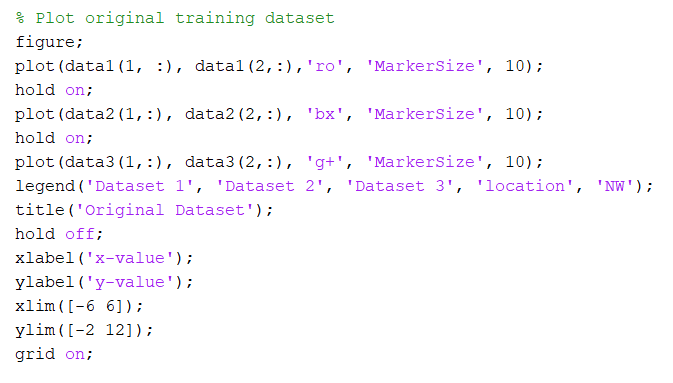 % Plot original training dataset
figure;
plot(data1(1, :), data1(2,:),'ro', 'MarkerSize', 10);
hold on;
plot(data2(1,:), data2(2,:), 'bx', 'MarkerSize', 10);
hold on;
plot(data3(1,:), data3(2,:), 'g+', 'MarkerSize', 10);
legend('Dataset 1', 'Dataset 2', 'Dataset 3', 'location', 'NW');
title('Original Dataset');
hold off;
xlabel('x-value');
ylabel('y-value');
xlim([-6 6]);
ylim([-2 12]);
grid on;